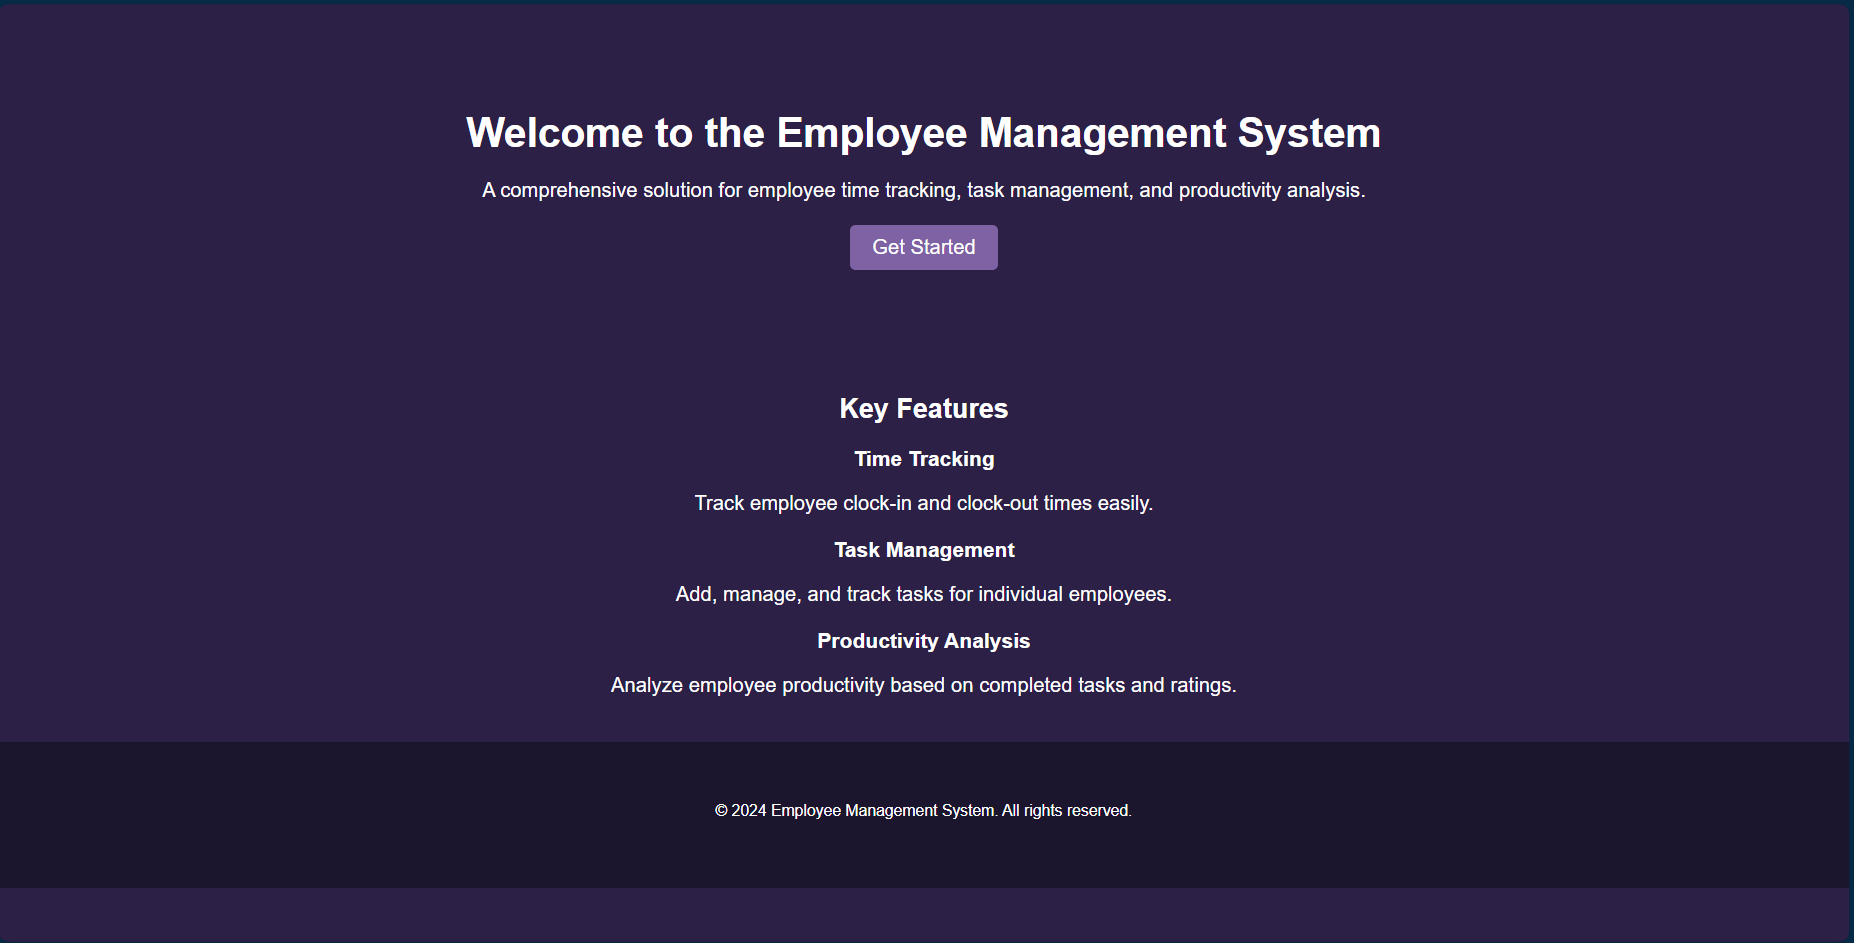 Welcome to the Employee Management System
A comprehensive solution for employee time tracking, task management, and productivity analysis.
Get Started
Key Features
Time Tracking
Track employee clock-in and clock-out times easily.
Task Management
Add, manage, and track tasks for individual employees.
Productivity Analysis
Analyze employee productivity based on completed tasks and ratings.
© 2024 Employee Management System. All rights reserved.